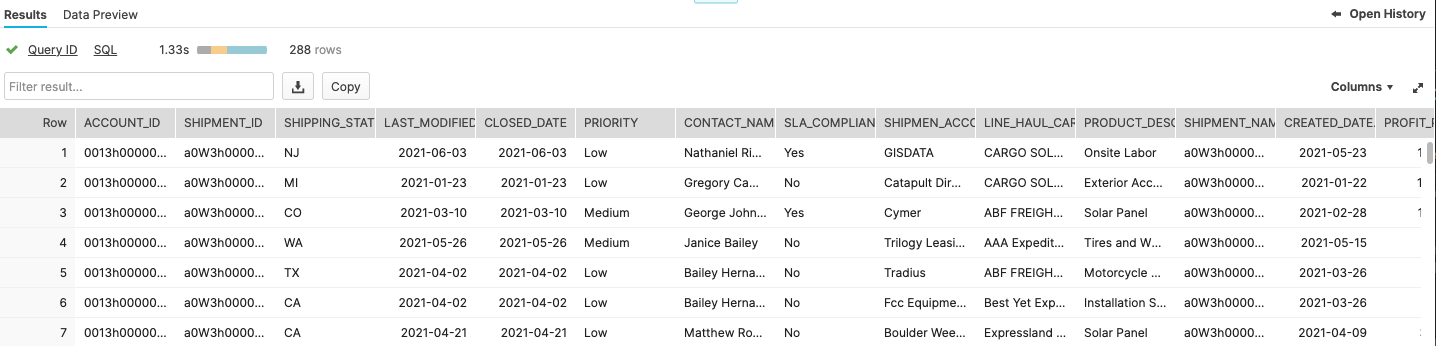 Results Data Preview Open History
Query ID SQL 1.33s 288 rows
Filter result... Copy Columns
Row ACCOUNT_ID SHIPMENT_ID SHIPPING_STAT LAST_MODIFIED CLOSED_DATE PRIORITY CONTACT_NAM SLA_COMPLIAN SHIPMEN_ACCO LINE_HAUL_CAR PRODUCT_DESC SHIPMENT_NAM CREATED_DATE. PROFIT_
1 0013h00000... a0W3h0000... NJ 2021-06-03 2021-06-03 Low Nathaniel Ri... Yes GISDATA CARGO SOL... Onsite Labor a0W3h0000... 2021-05-23 1
2 0013h00000... a0W3h0000... MI 2021-01-23 2021-01-23 Low Gregory Ca... No Catapult Dir... CARGO SOL... Exterior Acc... a0W3h0000... 2021-01-22 1
3 0013h00000... a0W3h0000... CO 2021-03-10 2021-03-10 Medium George John... Yes Cymer ABF FREIGH... Solar Panel a0W3h0000... 2021-02-28 1
4 0013h00000... a0W3h0000... WA 2021-05-26 2021-05-26 Medium Janice Bailey No Trilogy Leasi... AAA Expedit... Tires and W... a0W3h0000... 2021-05-15
5 0013h00000... a0W3h0000... TX 2021-04-02 2021-04-02 Low Bailey Herna... No Tradius ABF FREIGH... Motorcycle ... a0W3h0000... 2021-03-26
6 0013h00000... a0W3h0000... CA 2021-04-02 2021-04-02 Low Bailey Herna... No Fcc Equipme... Best Yet Exp... Installation S... a0W3h0000... 2021-03-26
7 0013h00000... a0W3h0000... CA 2021-04-21 2021-04-21 Low Matthew Ro... No Boulder Wee... Expressland ... Solar Panel a0W3h0000... 2021-04-09